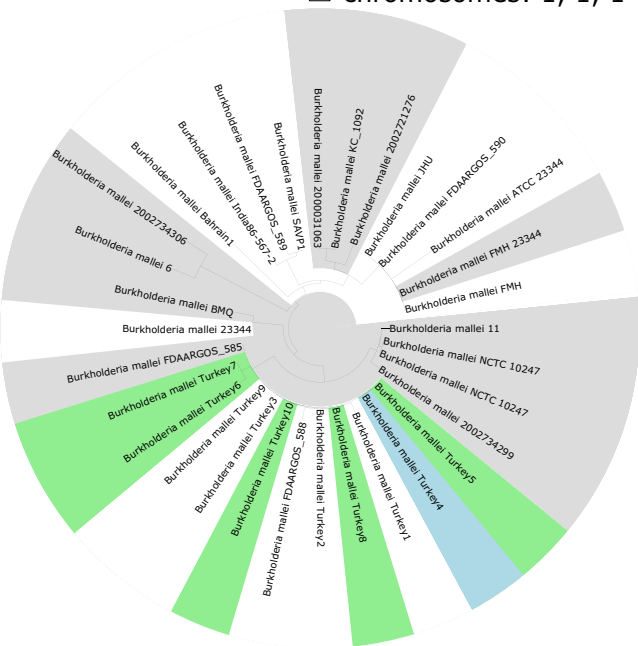 chromosomes: 1, 1, 1
Burkholderia mallei 2000031063
Burkholderia mallei KC_1092
Burkholderia mallei 2002721276
Burkholderia mallei JHU
Burkholderia mallei FDAARGOS_590
Burkholderia mallei ATCC 23344
Burkholderia mallei FMH 23344
Burkholderia mallei FMH
Burkholderia mallei 11
Burkholderia mallei NCTC 10247
Burkholderia mallei NCTC 10247
Burkholderia mallei 2002734299
Burkholderia mallei Turkey5
Burkholderia mallei Turkey4
Burkholderia mallei Turkey1
Burkholderia mallei Turkey8
Burkholderia mallei Turkey2
Burkholderia mallei FDAARGOS_588
Burkholderia mallei Turkey10
Burkholderia mallei Turkey3
Burkholderia mallei Turkey9
Burkholderia mallei Turkey6
Burkholderia mallei Turkey7
Burkholderia mallei FDAARGOS_585
Burkholderia mallei 23344
Burkholderia mallei BMQ
Burkholderia mallei 6
Burkholderia mallei 2002734306
Burkholderia mallei Bahrain1
Burkholderia mallei India86-567-2
Burkholderia mallei FDAARGOS_589
Burkholderia mallei SAVP1